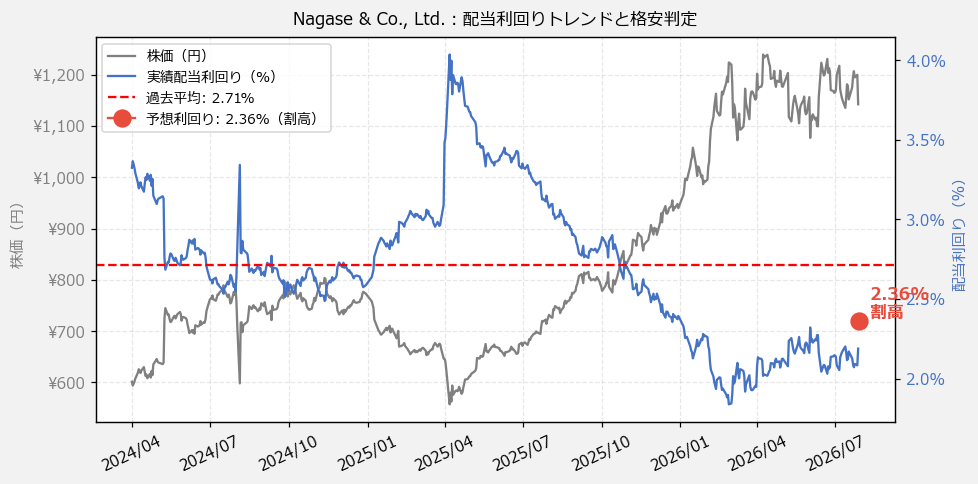 Nagase & Co., Ltd. : 配当利回りトレンドと格安判定
株価（円）
実績配当利回り（%）
過去平均: 2.71%
予想利回り: 2.36%（割高）
¥1,200
¥1,100
¥1,000
¥900
¥800
¥700
¥600
株価（円）
4.0%
3.5%
3.0%
2.5%
2.0%
配当利回り（%）
2.36%
割高
2024/04
2024/07
2024/10
2025/01
2025/04
2025/07
2025/10
2026/01
2026/04
2026/07